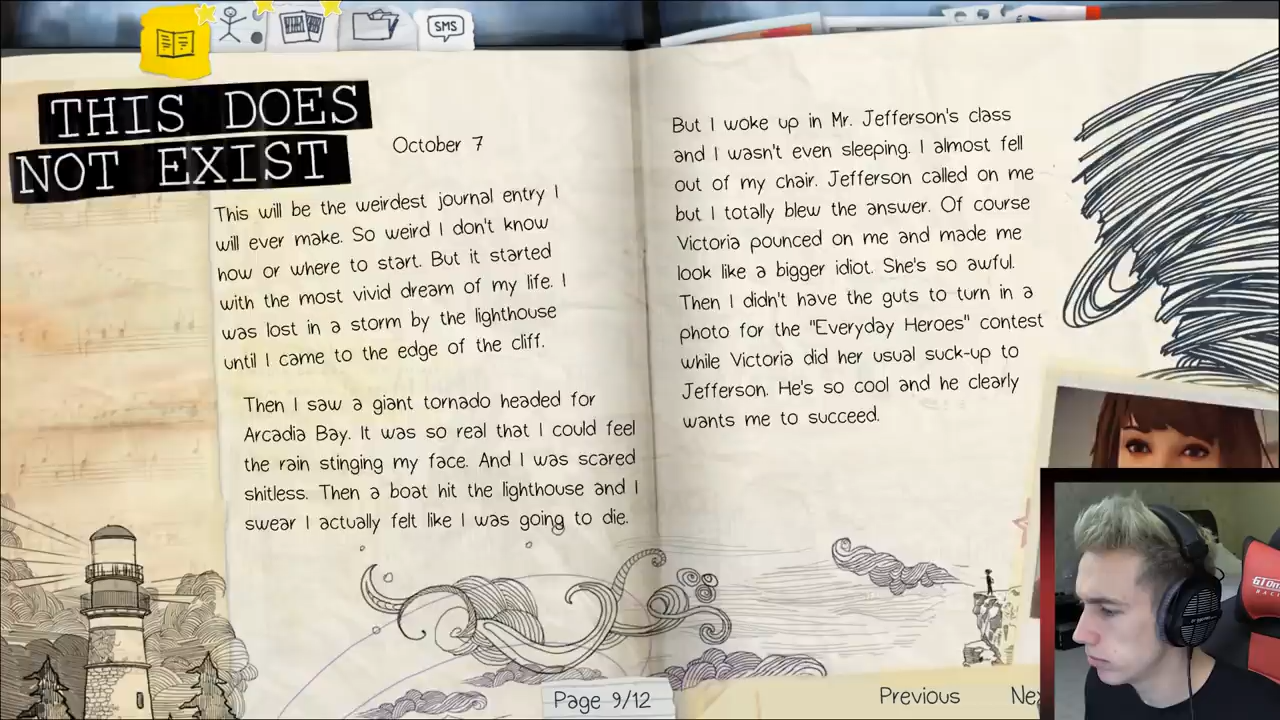 SMS
THIS DOES
NOT EXIST
October 7
This will be the weirdest journal entry I
will ever make. So weird I don't know
how or where to start. But it started
with the most vivid dream of my life. I
was lost in a storm by the lighthouse
until I came to the edge of the cliff.
Then I saw a giant tornado headed for
Arcadia Bay. It was so real that I could feel
the rain stinging my face. And I was scared
shitless. Then a boat hit the lighthouse and I
swear I actually felt like I was going to die.
But I woke up in Mr. Jefferson's class
and I wasn't even sleeping. I almost fell
out of my chair. Jefferson called on me
but I totally blew the answer. Of course
Victoria pounced on me and made me
look like a bigger idiot. She's so awful.
Then I didn't have the guts to turn in a
photo for the "Everyday Heroes" contest
while Victoria did her usual suck-up to
Jefferson. He's so cool and he clearly
wants me to succeed.
Page 9/12
Previous